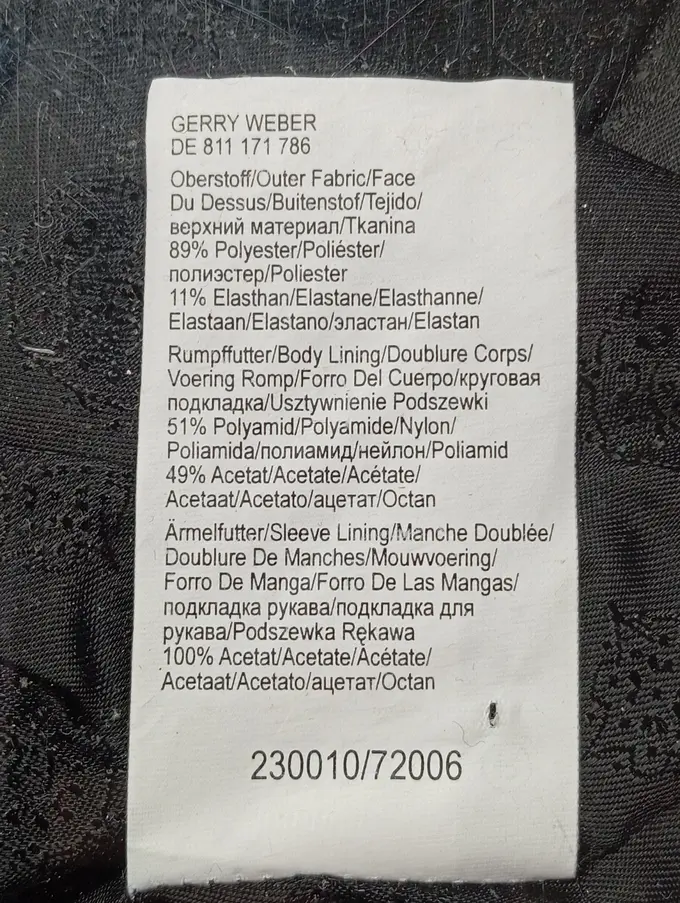 GERRY WEBER
DE 811 171 786
Oberstoff/Outer Fabric/Face
Du Dessus/Buitenstof/Tejido/
верхний материал/Tkanina
89% Polyester/Poliéster/
полиэстер/Poliester
11% Elasthan/Elastane/Elasthanne/
Elastaan/Elastano/эластан/Elastan
Rumpffutter/Body Lining/Doublure Corps/
Voering Romp/Forro Del Cuerpo/круговая
подкладка/Usztywnienie Podszewki
51% Polyamid/Polyamide/Nylon/
Poliamida/полиамид/нейлон/Poliamid
49% Acetat/Acetate/Acétate/
Acetaat/Acetato/ацетат/Octan
Ärmelfutter/Sleeve Lining/Manche Doublée/
Doublure De Manches/Mouwvoering/
Forro De Manga/Forro De Las Mangas/
подкладка рукава/подкладка для
рукава/Podszewka Rękawa
100% Acetat/Acetate/Acétate/
Acetaat/Acetato/ацетат/Octan
230010/72006